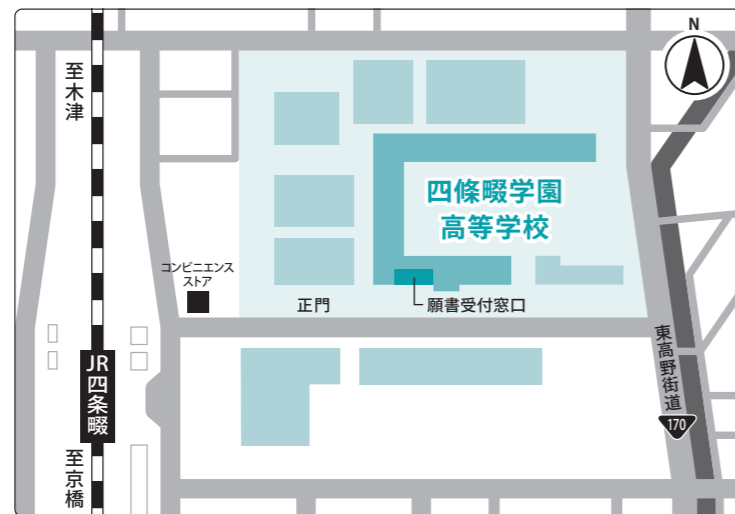 N
至木津
四條畷学園
高等学校
コンビニエンス
ストア
正門
願書受付窓口
JR四条畷
東高野街道
170
至京橋